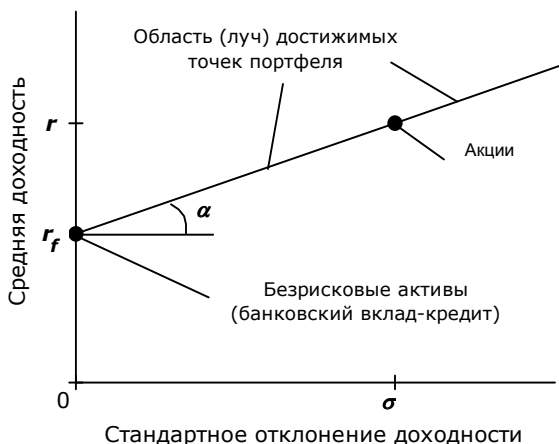 Область (луч) достижимых
точек портфеля
Средняя доходность
r
Акции
α
r_f
Безрисковые активы
(банковский вклад-кредит)
0
σ
Стандартное отклонение доходности